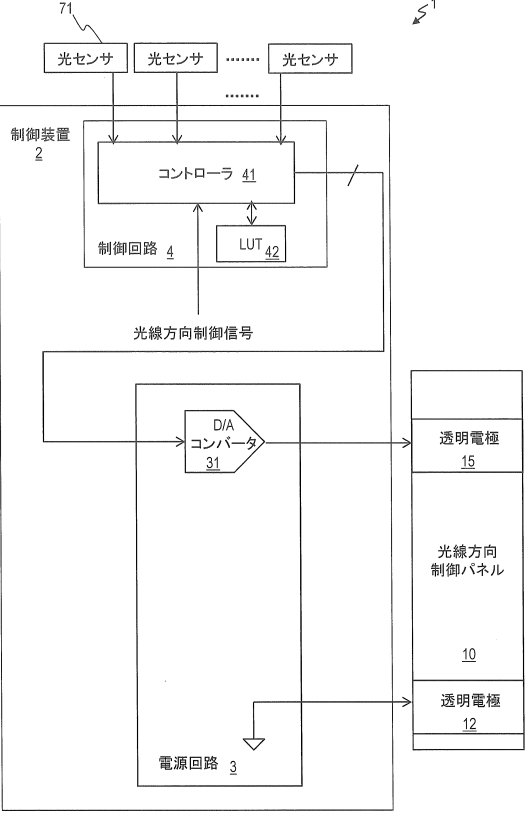 1
71
光センサ
光センサ
光センサ
制御装置
2
コントローラ 41
LUT
42
制御回路 4
光線方向制御信号
D/A
コンバータ
31
透明電極
15
光線方向
制御パネル
10
透明電極
12
電源回路 3